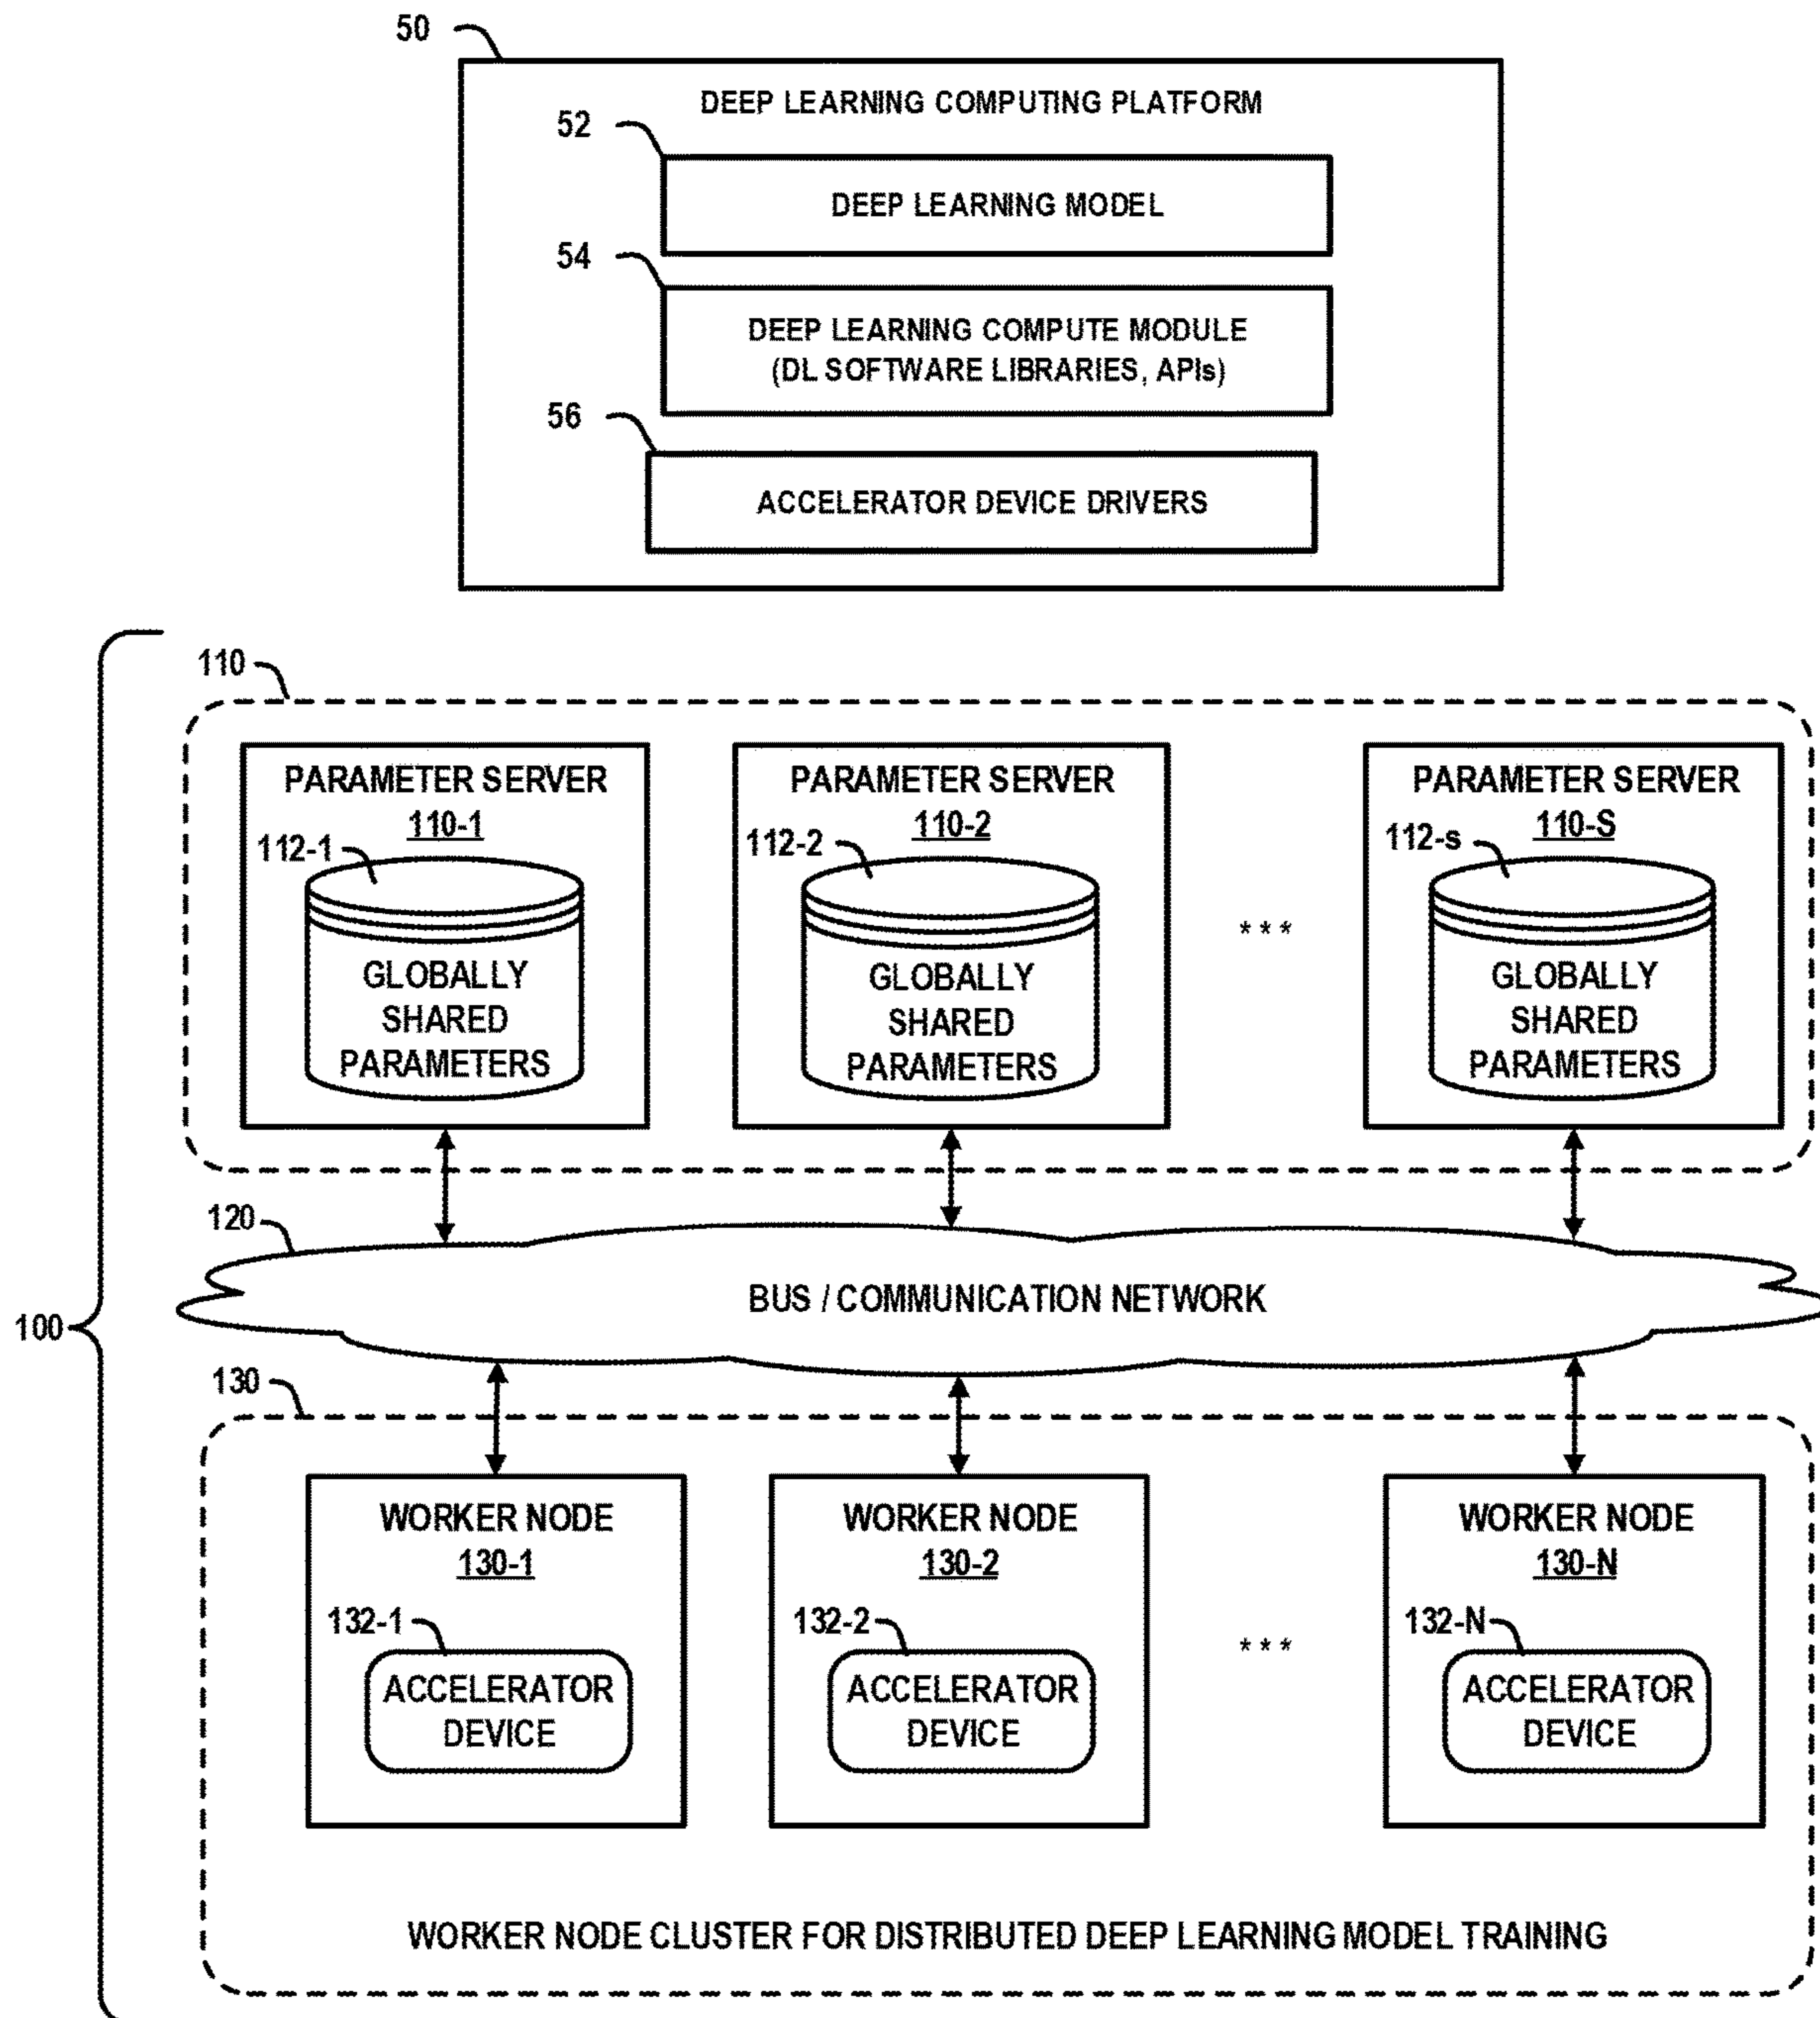 50
DEEP LEARNING COMPUTING PLATFORM
52
DEEP LEARNING MODEL
54
DEEP LEARNING COMPUTE MODULE
(DL SOFTWARE LIBRARIES, APIs)
56
ACCELERATOR DEVICE DRIVERS
100
110
PARAMETER SERVER
110-1
112-1
GLOBALLY
SHARED
PARAMETERS
PARAMETER SERVER
110-2
112-2
GLOBALLY
SHARED
PARAMETERS
* * *
PARAMETER SERVER
110-S
112-s
GLOBALLY
SHARED
PARAMETERS
120
BUS / COMMUNICATION NETWORK
130
WORKER NODE
130-1
132-1
ACCELERATOR
DEVICE
WORKER NODE
130-2
132-2
ACCELERATOR
DEVICE
* * *
WORKER NODE
130-N
132-N
ACCELERATOR
DEVICE
WORKER NODE CLUSTER FOR DISTRIBUTED DEEP LEARNING MODEL TRAINING